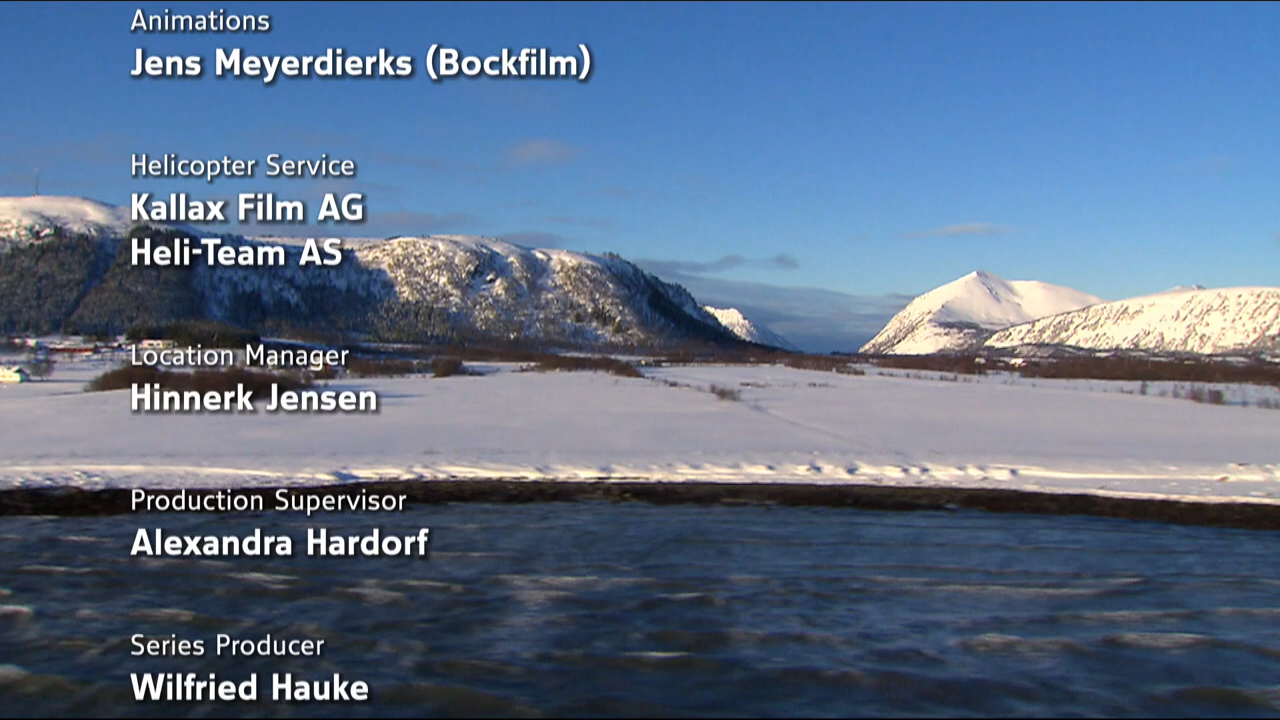 Animations
Jens Meyerdierks (Bockfilm)
Helicopter Service
Kallax Film AG
Heli-Team AS
Location Manager
Hinnerk Jensen
Production Supervisor
Alexandra Hardorf
Series Producer
Wilfried Hauke